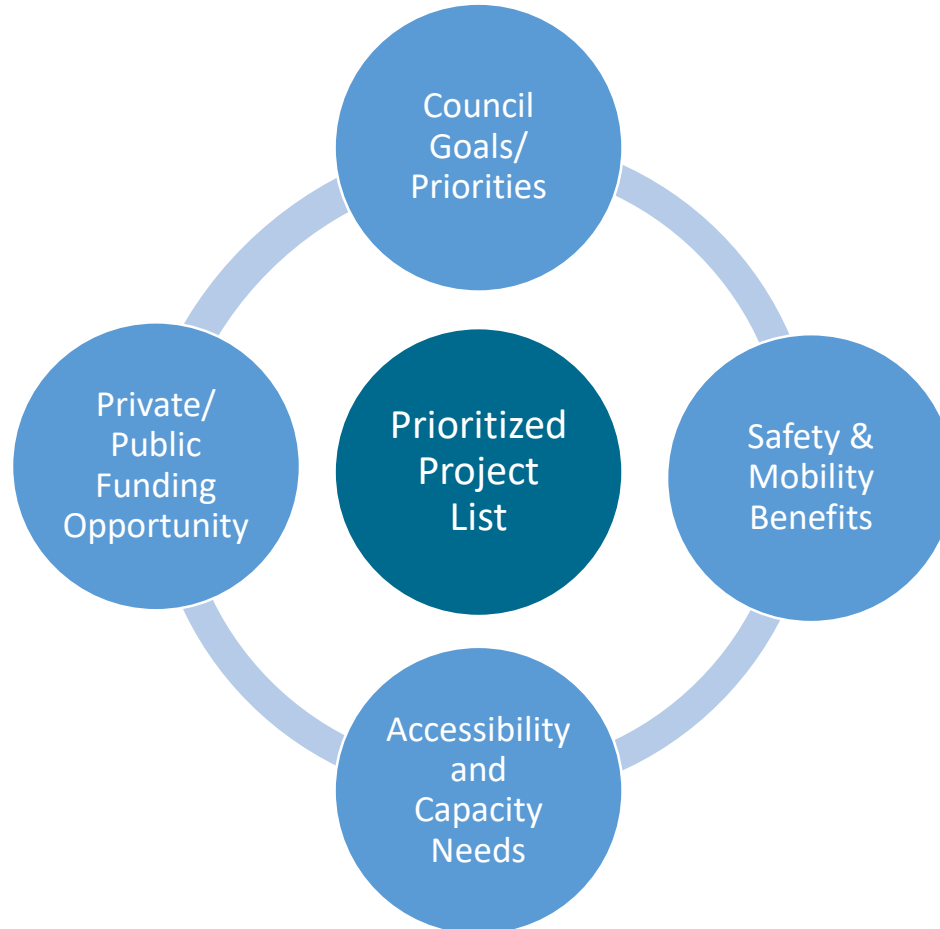 Council
Goals/
Priorities
Private/
Public
Funding
Opportunity
Prioritized
Project
List
Safety &
Mobility
Benefits
Accessibility
and
Capacity
Needs